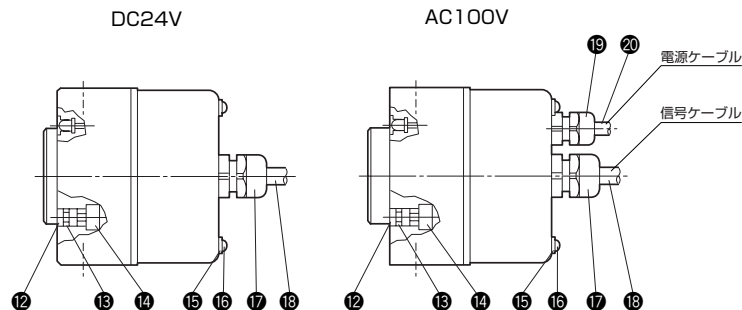 DC24V
AC100V
⑲ ⑳
電源ケーブル
信号ケーブル
⑫ ⑬ ⑭ ⑮ ⑯ ⑰ ⑱
⑫ ⑬ ⑭ ⑮ ⑯ ⑰ ⑱